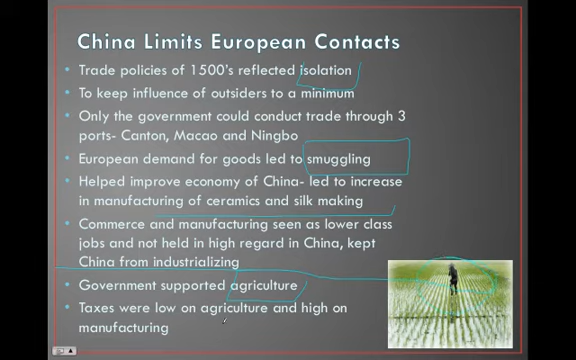 China Limits European Contacts
• Trade policies of 1500's reflected isolation
• To keep influence of outsiders to a minimum
• Only the government could conduct trade through 3
ports- Canton, Macao and Ningbo
• European demand for goods led to smuggling
• Helped improve economy of China- led to increase
in manufacturing of ceramics and silk making
• Commerce and manufacturing seen as lower class
jobs and not held in high regard in China, kept
China from industrializing
• Government supported agriculture
• Taxes were low on agriculture and high on
manufacturing